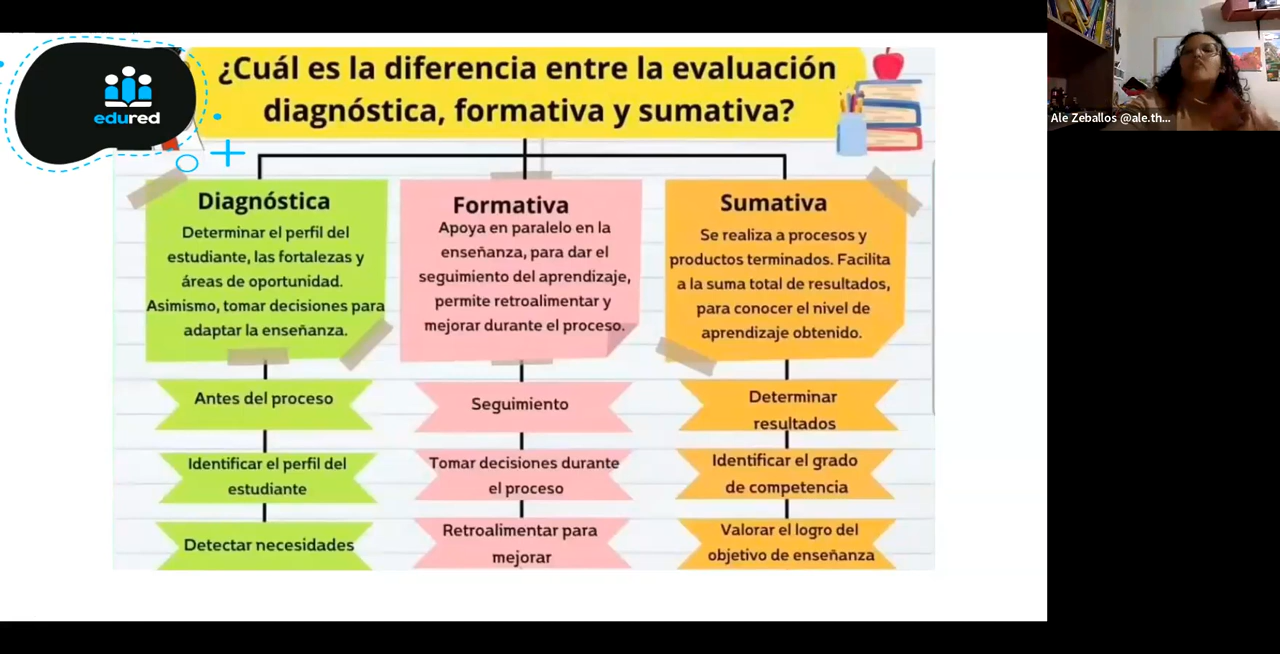 edured
¿Cuál es la diferencia entre la evaluación
diagnóstica, formativa y sumativa?
Diagnóstica
Determinar el perfil del
estudiante, las fortalezas y
áreas de oportunidad.
Asimismo, tomar decisiones para
adaptar la enseñanza.
Antes del proceso
Identificar el perfil del
estudiante
Detectar necesidades
Formativa
Apoya en paralelo en la
enseñanza, para dar el
seguimiento del aprendizaje,
permite retroalimentar y
mejorar durante el proceso.
Seguimiento
Tomar decisiones durante
el proceso
Retroalimentar para
mejorar
Sumativa
Se realiza a procesos y
productos terminados. Facilita
a la suma total de resultados,
para conocer el nivel de
aprendizaje obtenido.
Determinar
resultados
Identificar el grado
de competencia
Valorar el logro del
objetivo de enseñanza
Ale Zeballos @ale.th...